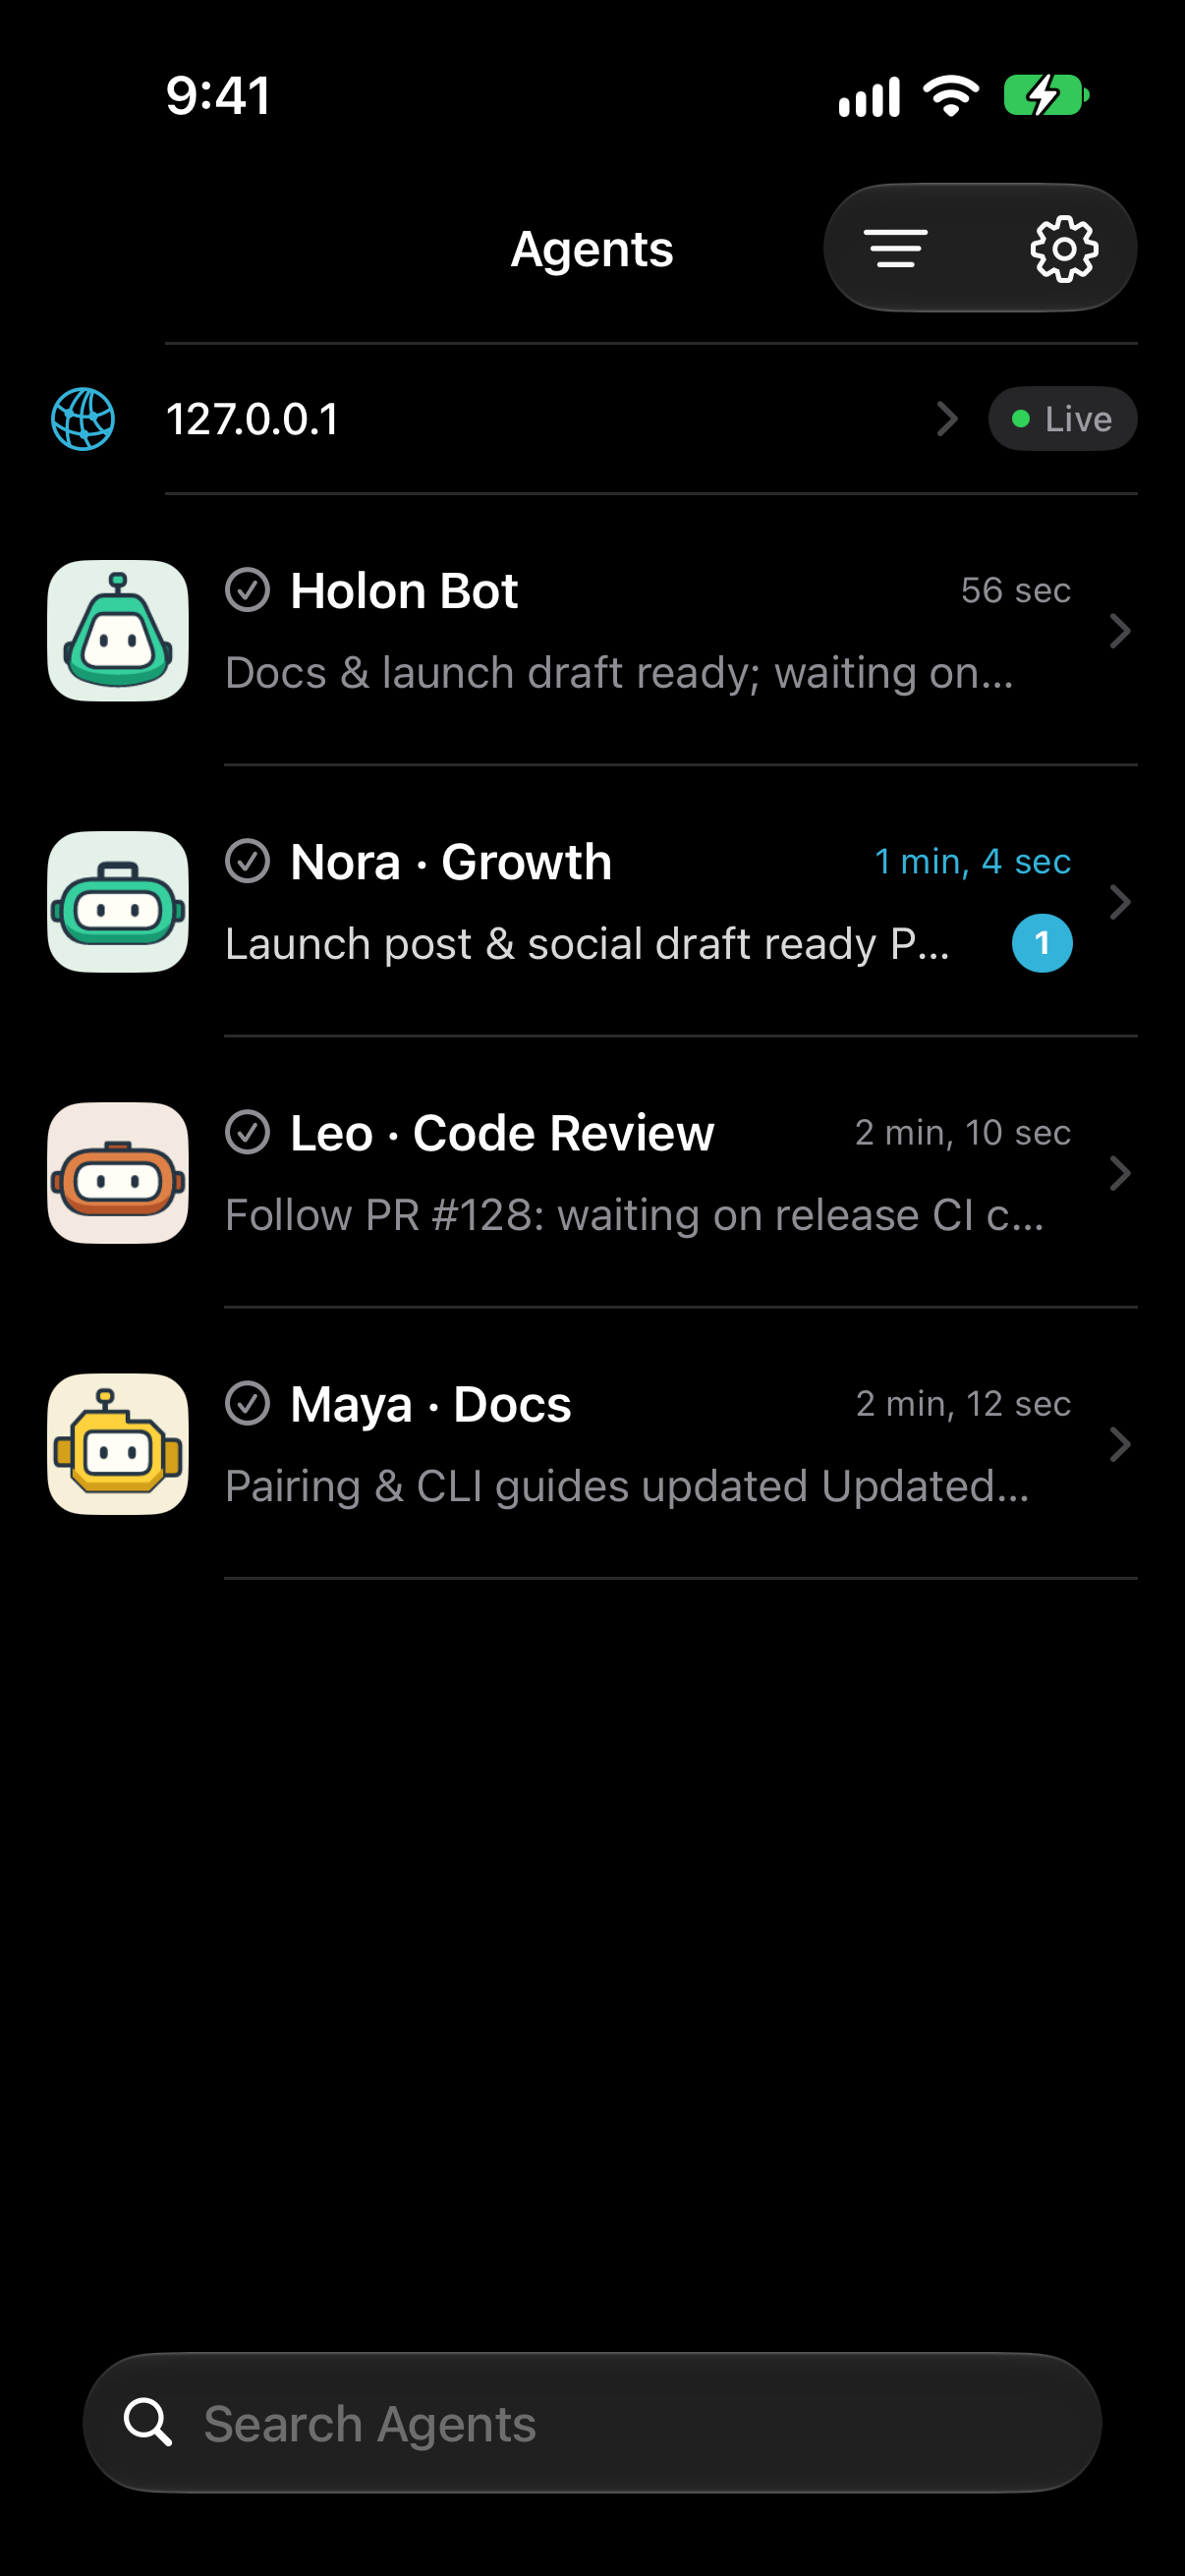 9:41
Agents
127.0.0.1
Live
Holon Bot
56 sec
Docs & launch draft ready; waiting on...
Nora · Growth
1 min, 4 sec
Launch post & social draft ready P...
1
Leo · Code Review
2 min, 10 sec
Follow PR #128: waiting on release CI c...
Maya · Docs
2 min, 12 sec
Pairing & CLI guides updated Updated...
Search Agents